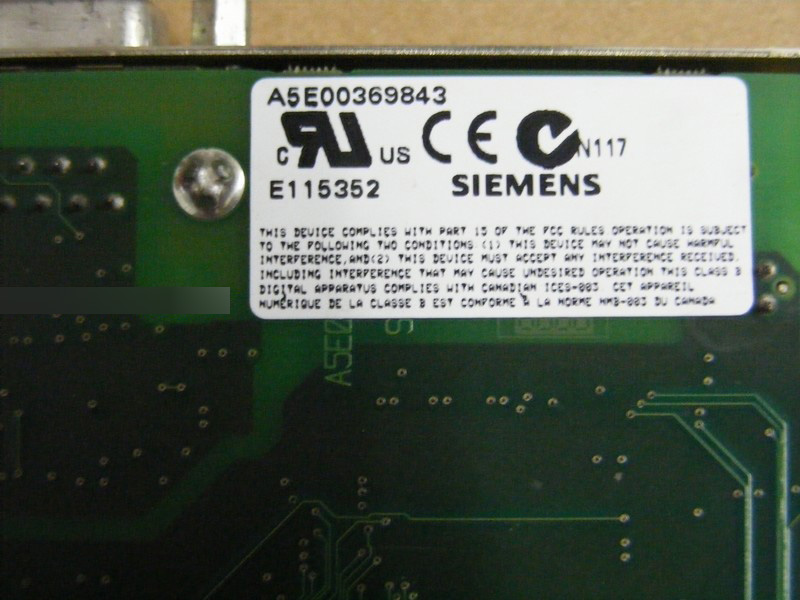 A5E00369843
C RU US CE N117
E115352 SIEMENS
THIS DEVICE COMPLIES WITH PART 15 OF THE FCC RULES OPERATION IS SUBJECT
TO THE FOLLOWING TWO CONDITIONS.(1) THIS DEVICE MAY NOT CAUSE HARMFUL
INTERFERENCE,AND(2) THIS DEVICE MUST ACCEPT ANY INTERFERENCE RECEIVED.
INCLUDING INTERFERENCE THAT MAY CAUSE UNDESIRED OPERATION THIS CLASS B
DIGITAL APPARATUS COMPLIES WITH CANADIAN ICES-003 CET APPAREIL
NUMERIQUE DE LA CLASSE B EST CONFORME A LA NORME NMB-003 DU CANADA
A5E0
S